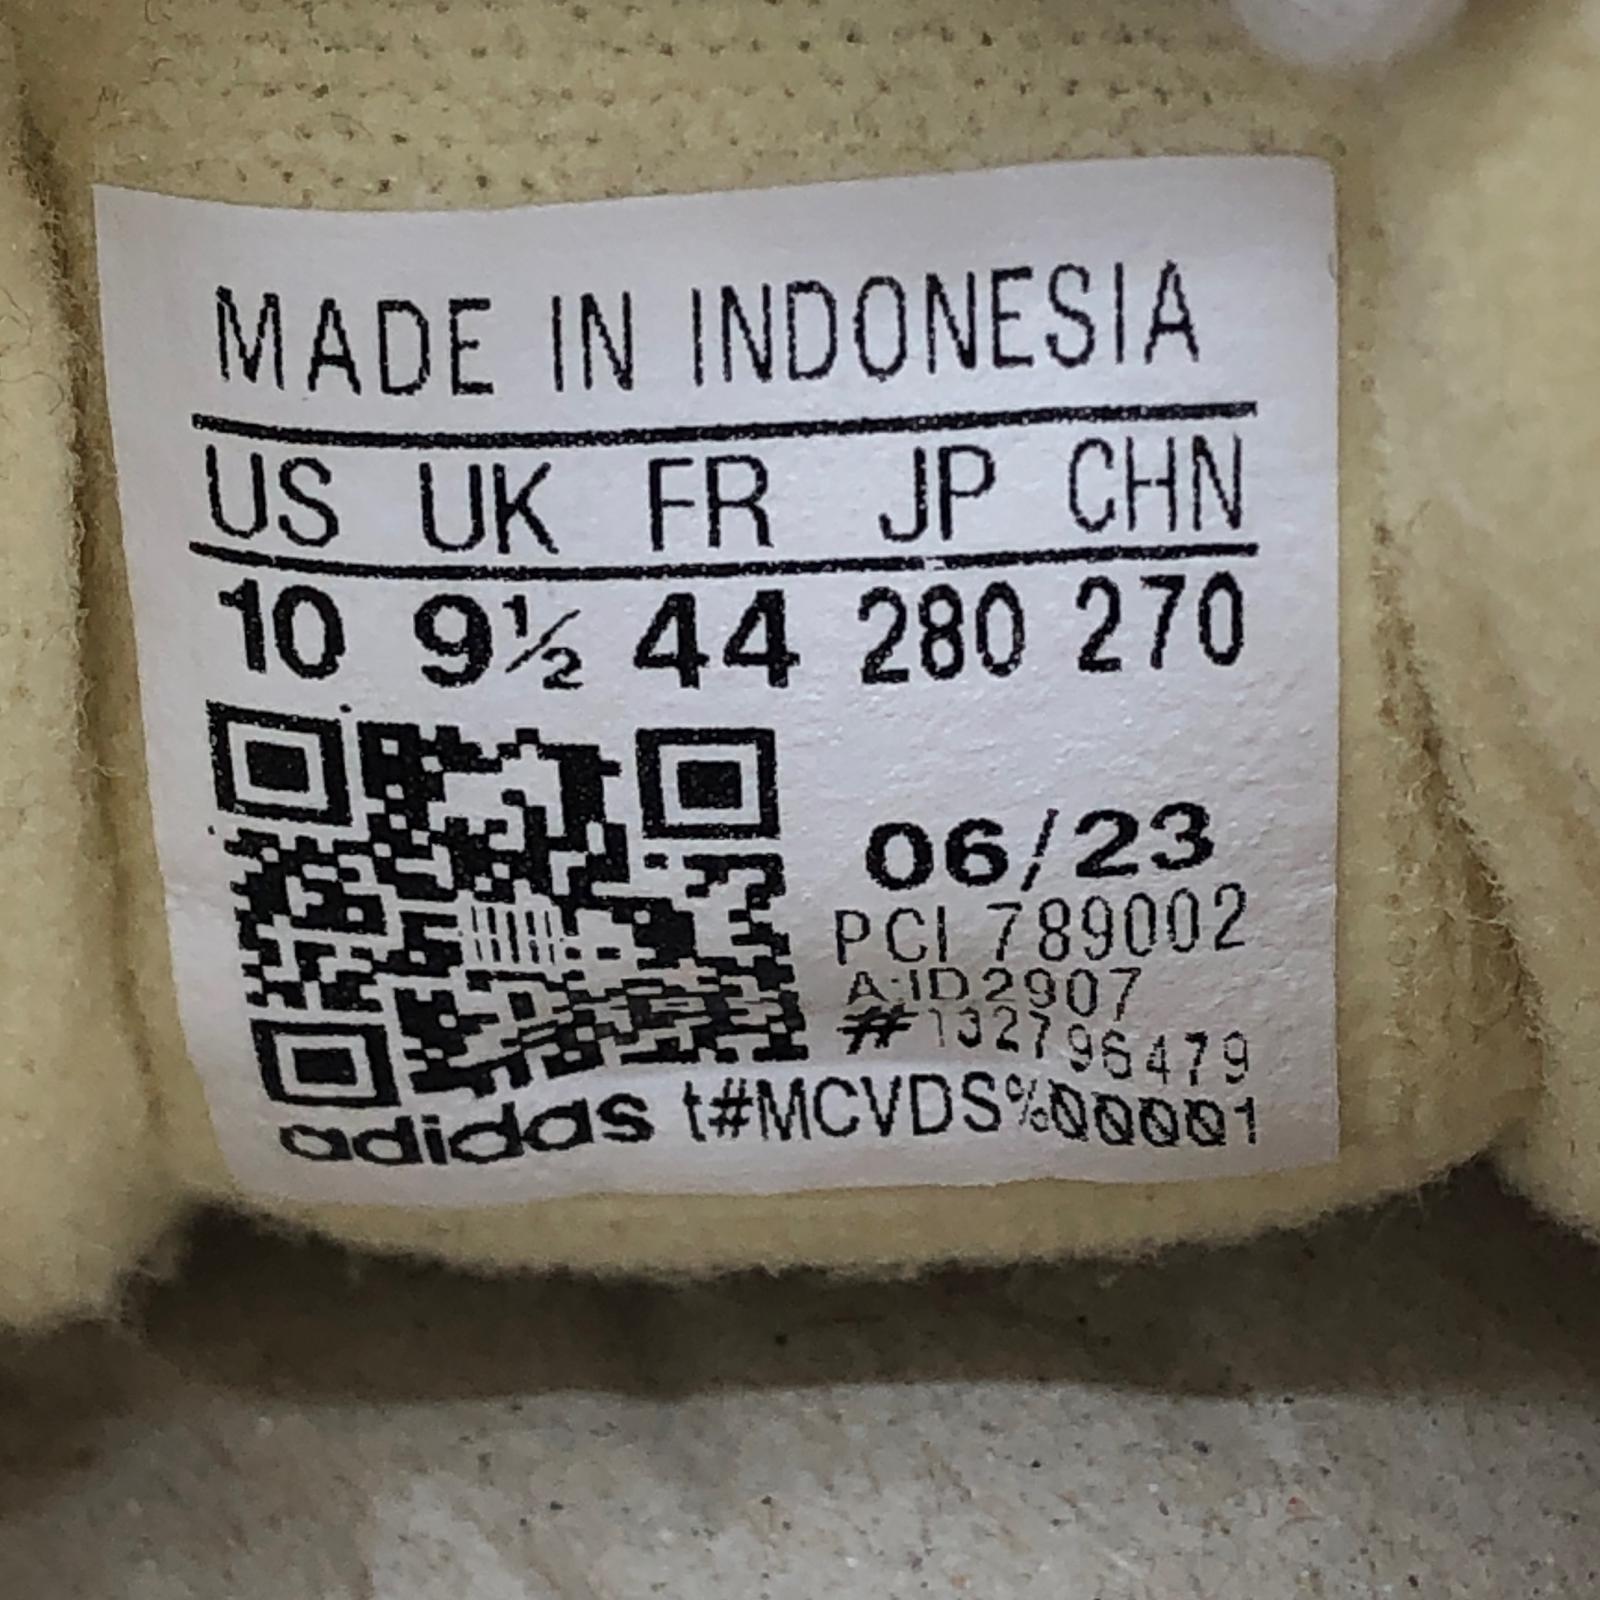 MADE IN INDONESIA
US UK FR JP CHN
10 9½ 44 280 270
06/23
PCI 789002
A:ID2907
#132796479
adidas t#MCVDS%00001